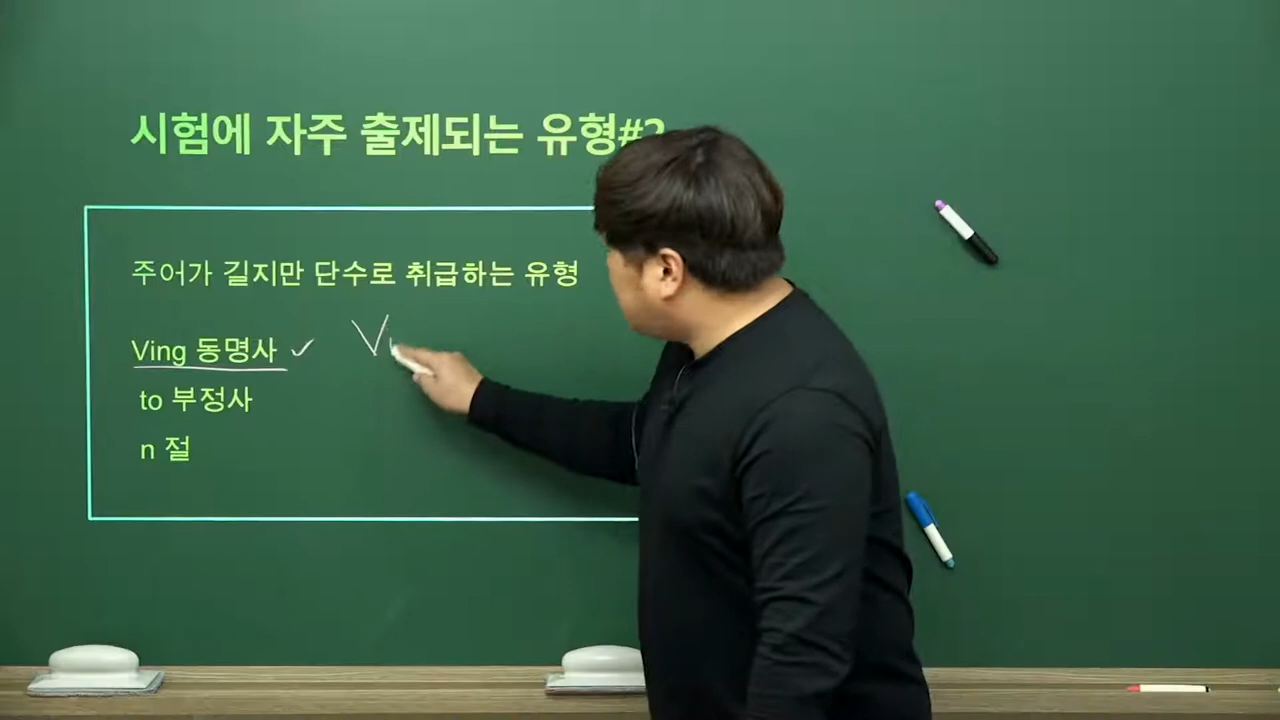 시험에 자주 출제되는 유형#2
주어가 길지만 단수로 취급하는 유형
Ving 동명사 ✓ V
to 부정사
n 절